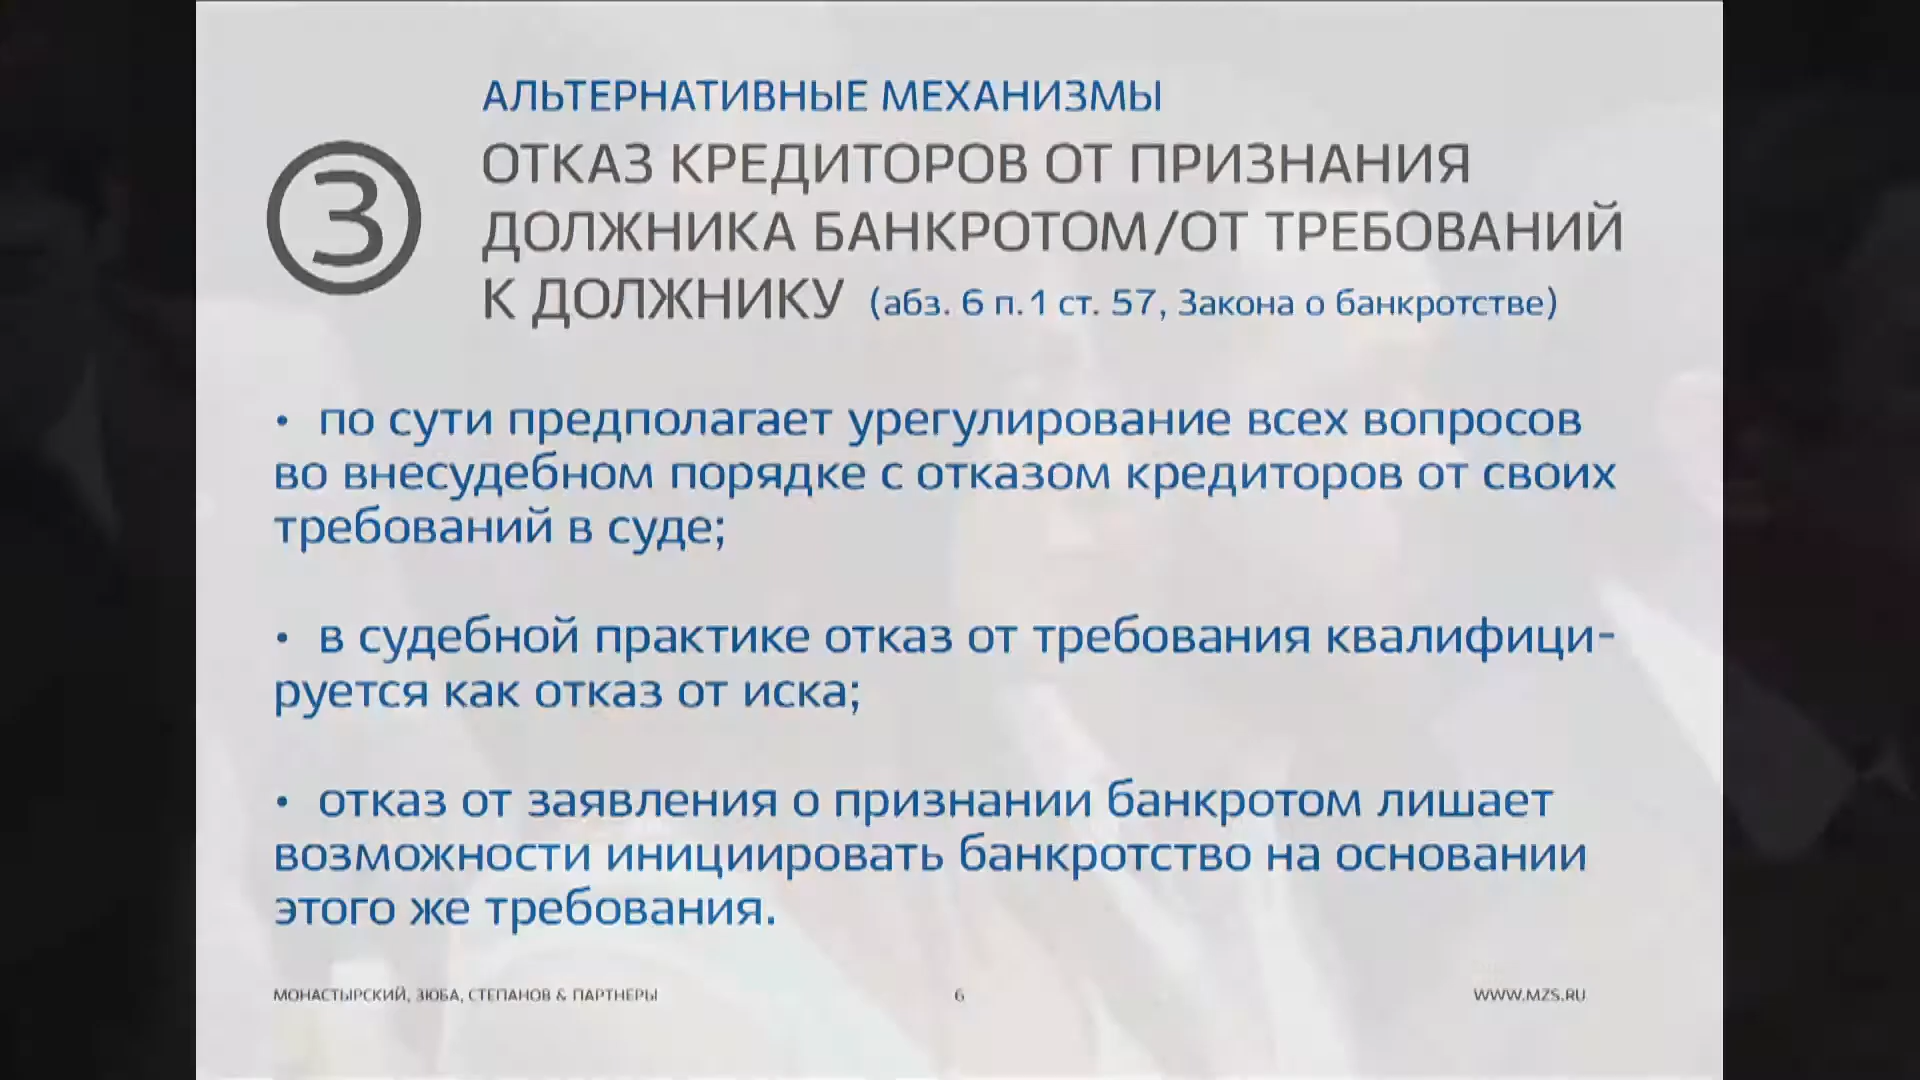 АЛЬТЕРНАТИВНЫЕ МЕХАНИЗМЫ
3
ОТКАЗ КРЕДИТОРОВ ОТ ПРИЗНАНИЯ
ДОЛЖНИКА БАНКРОТОМ/ОТ ТРЕБОВАНИЙ
К ДОЛЖНИКУ (абз. 6 п.1 ст. 57, Закона о банкротстве)
• по сути предполагает урегулирование всех вопросов
во внесудебном порядке с отказом кредиторов от своих
требований в суде;
• в судебной практике отказ от требования квалифици-
руется как отказ от иска;
• отказ от заявления о признании банкротом лишает
возможности инициировать банкротство на основании
этого же требования.
МОНАСТЫРСКИЙ, ЗЮБА, СТЕПАНОВ & ПАРТНЕРЫ 6 WWW.MZS.RU